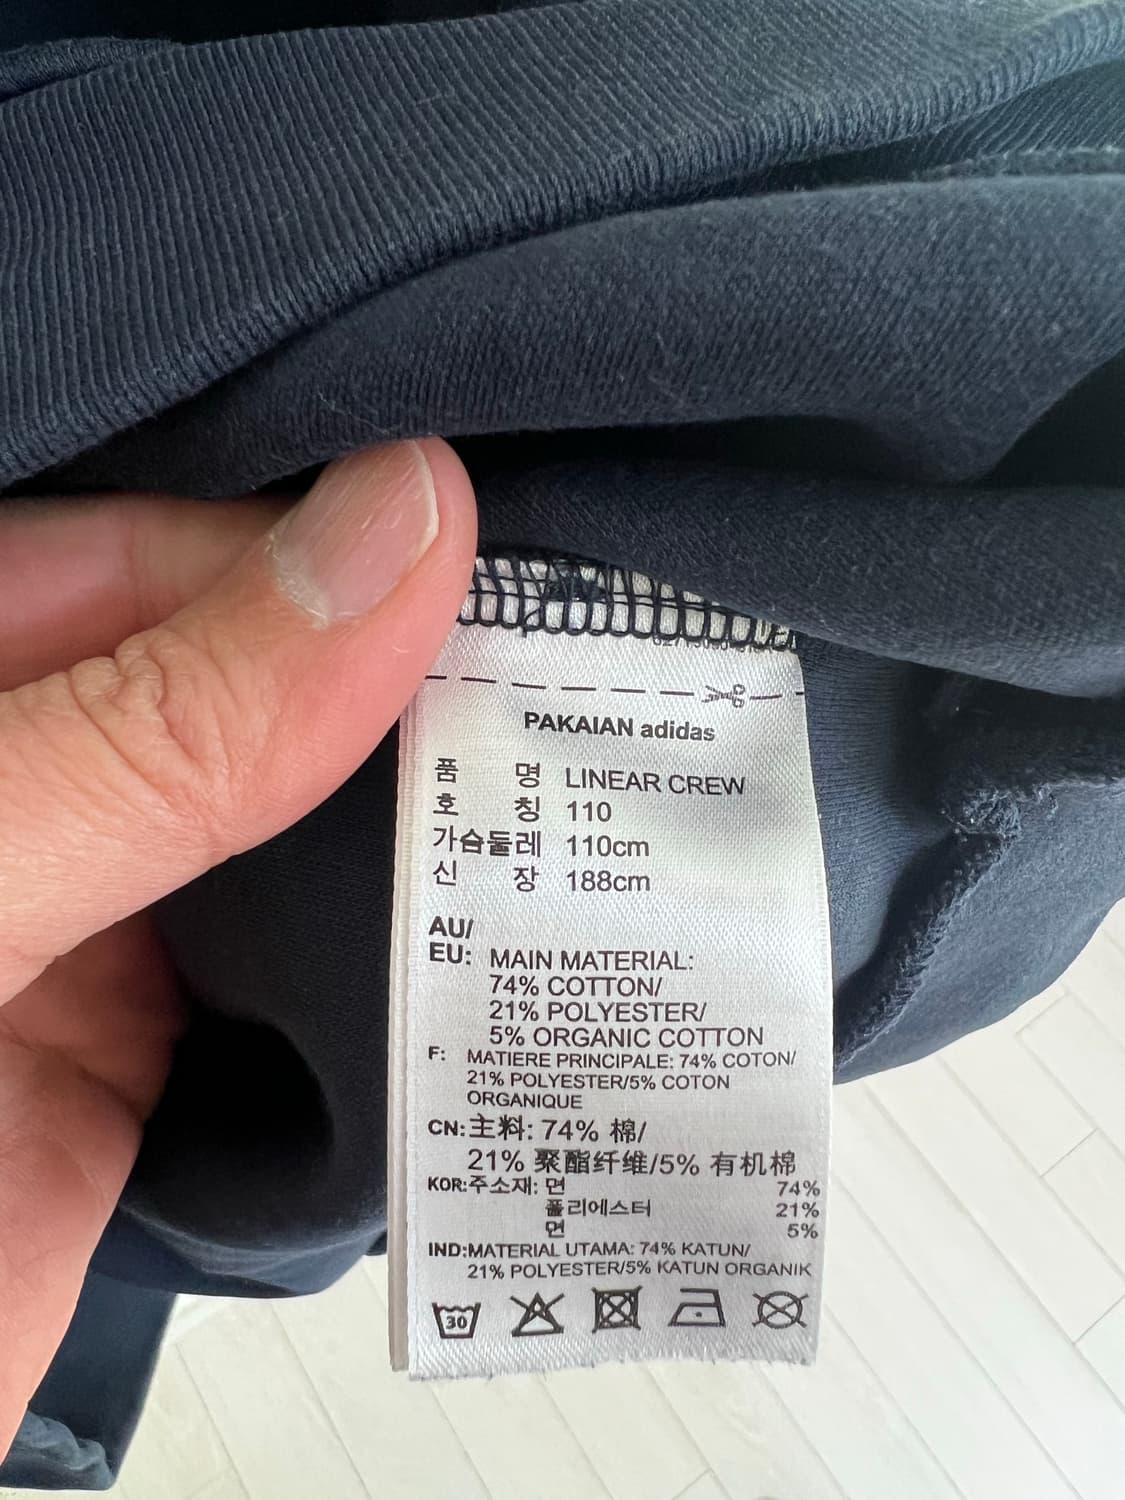 PAKAIAN adidas
품 명 LINEAR CREW
호 칭 110
가슴둘레 110cm
신 장 188cm
AU/
EU: MAIN MATERIAL:
74% COTTON/
21% POLYESTER/
5% ORGANIC COTTON
F: MATIERE PRINCIPALE: 74% COTON/
21% POLYESTER/5% COTON
ORGANIQUE
CN:主料: 74% 棉/
21% 聚酯纤维/5% 有机棉
KOR:주소재: 면 74%
폴리에스터 21%
면 5%
IND:MATERIAL UTAMA: 74% KATUN/
21% POLYESTER/5% KATUN ORGANIK
30